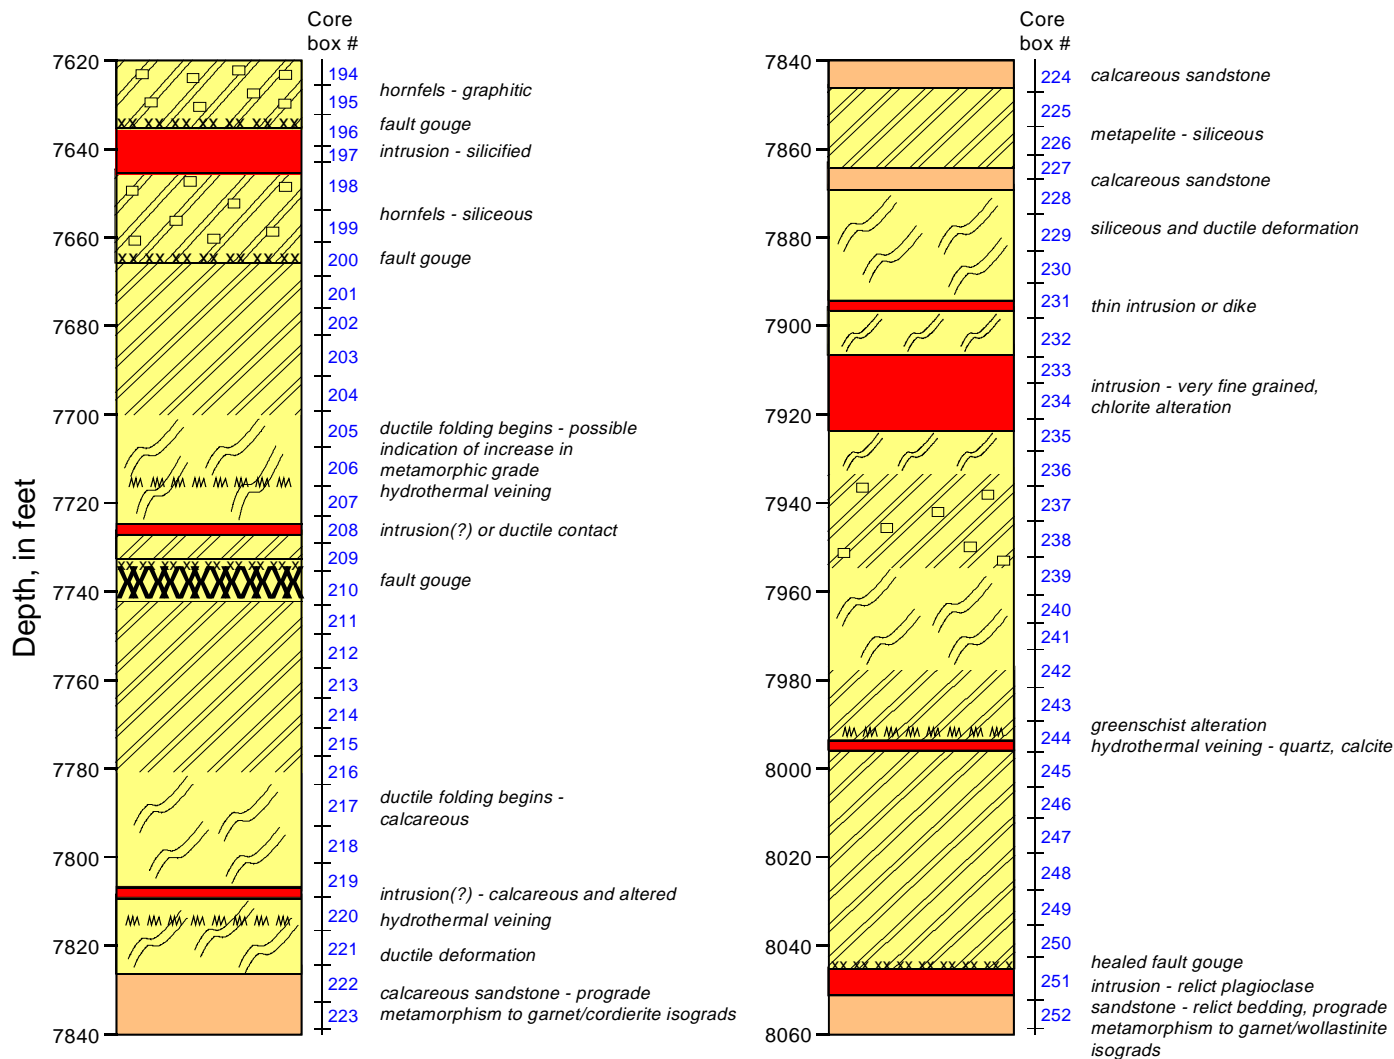 Core
box #
7620
7640
7660
7680
7700
7720
7740
7760
7780
7800
7820
7840
Depth, in feet
194
195
196
197
198
199
200
201
202
203
204
205
206
207
208
209
210
211
212
213
214
215
216
217
218
219
220
221
222
223
hornfels - graphitic
fault gouge
intrusion - silicified
hornfels - siliceous
fault gouge
ductile folding begins - possible
indication of increase in
metamorphic grade
hydrothermal veining
intrusion(?) or ductile contact
fault gouge
ductile folding begins -
calcareous
intrusion(?) - calcareous and altered
hydrothermal veining
ductile deformation
calcareous sandstone - prograde
metamorphism to garnet/cordierite isograds
Core
box #
7840
7860
7880
7900
7920
7940
7960
7980
8000
8020
8040
8060
224
225
226
227
228
229
230
231
232
233
234
235
236
237
238
239
240
241
242
243
244
245
246
247
248
249
250
251
252
calcareous sandstone
metapelite - siliceous
calcareous sandstone
siliceous and ductile deformation
thin intrusion or dike
intrusion - very fine grained,
chlorite alteration
greenschist alteration
hydrothermal veining - quartz, calcite
healed fault gouge
intrusion - relict plagioclase
sandstone - relict bedding, prograde
metamorphism to garnet/wollastinite
isograds